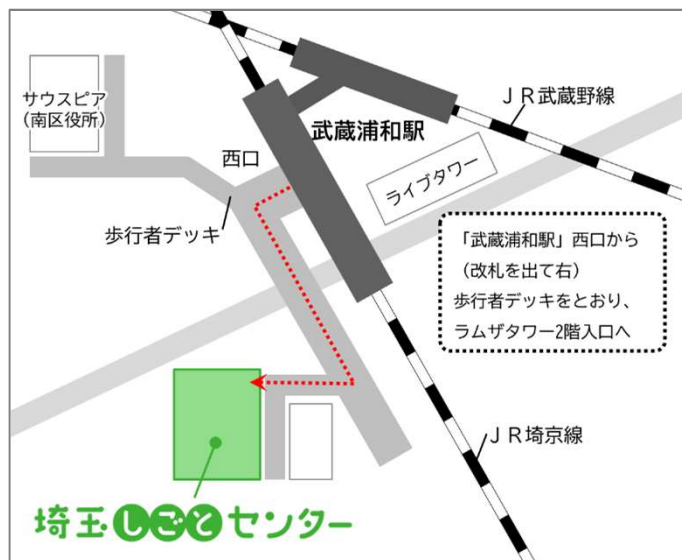 サウスピア
（南区役所）
西口
武蔵浦和駅
ＪＲ武蔵野線
ライブタワー
歩行者デッキ
「武蔵浦和駅」西口から
（改札を出て右）
歩行者デッキをとおり、
ラムザタワー2階入口へ
ＪＲ埼京線
埼玉しごとセンター